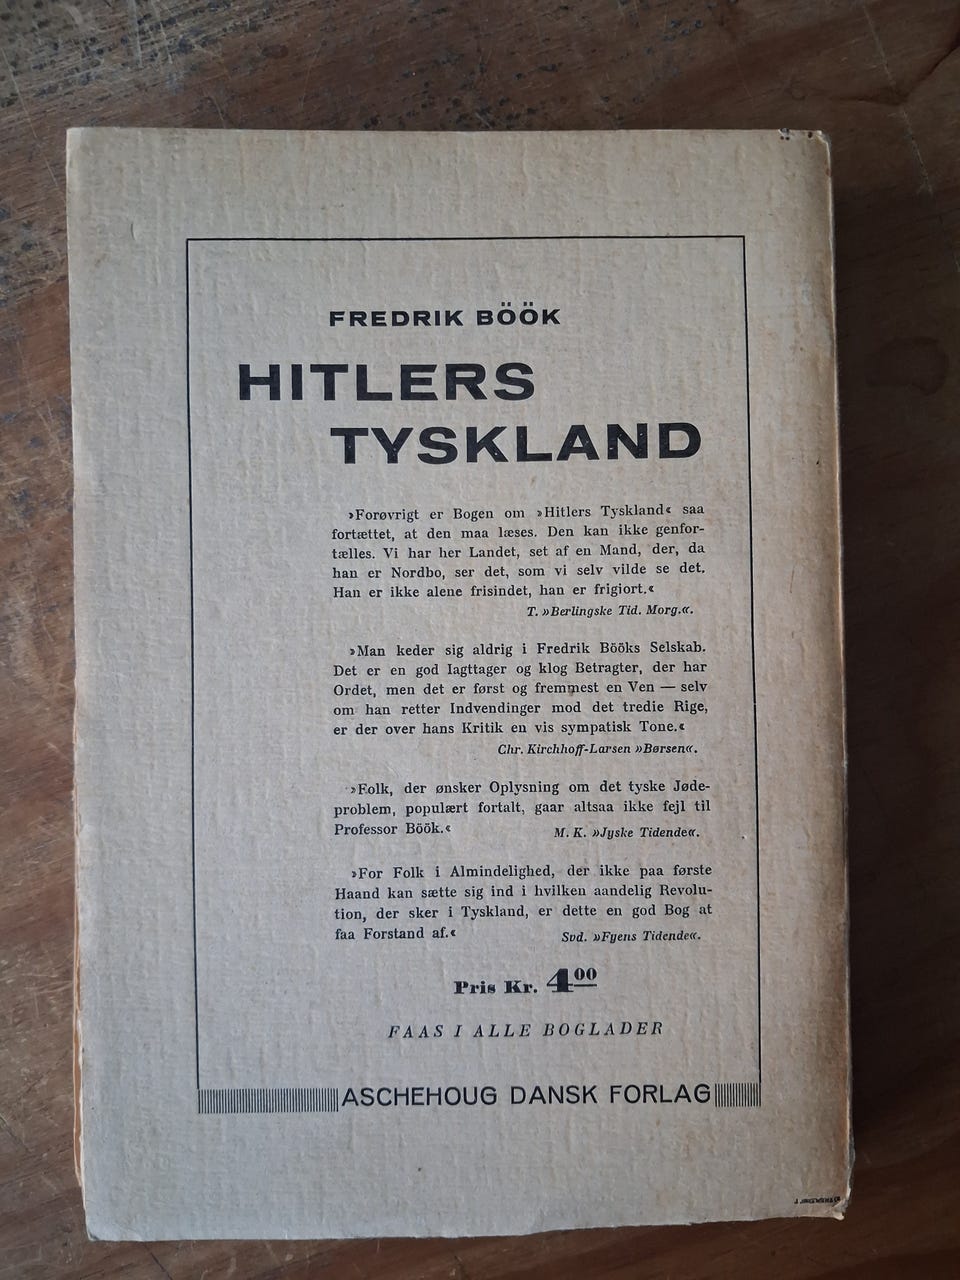 FREDRIK BÖÖK
HITLERS
TYSKLAND
»Forøvrigt er Bogen om »Hitlers Tyskland« saa
fortættet, at den maa læses. Den kan ikke genfor-
tælles. Vi har her Landet, set af en Mand, der, da
han er Nordbo, ser det, som vi selv vilde se det.
Han er ikke alene frisindet, han er frigiort.«
T. »Berlingske Tid. Morg.«.
»Man keder sig aldrig i Fredrik Bööks Selskab.
Det er en god Iagttager og klog Betragter, der har
Ordet, men det er først og fremmest en Ven — selv
om han retter Indvendinger mod det tredie Rige,
er der over hans Kritik en vis sympatisk Tone.«
Chr. Kirchhoff-Larsen »Børsen«.
»Folk, der ønsker Oplysning om det tyske Jøde-
problem, populært fortalt, gaar altsaa ikke fejl til
Professor Böök.«
M. K. »Jyske Tidende«.
»For Folk i Almindelighed, der ikke paa første
Haand kan sætte sig ind i hvilken aandelig Revolu-
tion, der sker i Tyskland, er dette en god Bog at
faa Forstand af.«
Svd. »Fyens Tidende«.
Pris Kr. 400
FAAS I ALLE BOGLADER
ASCHEHOUG DANSK FORLAG